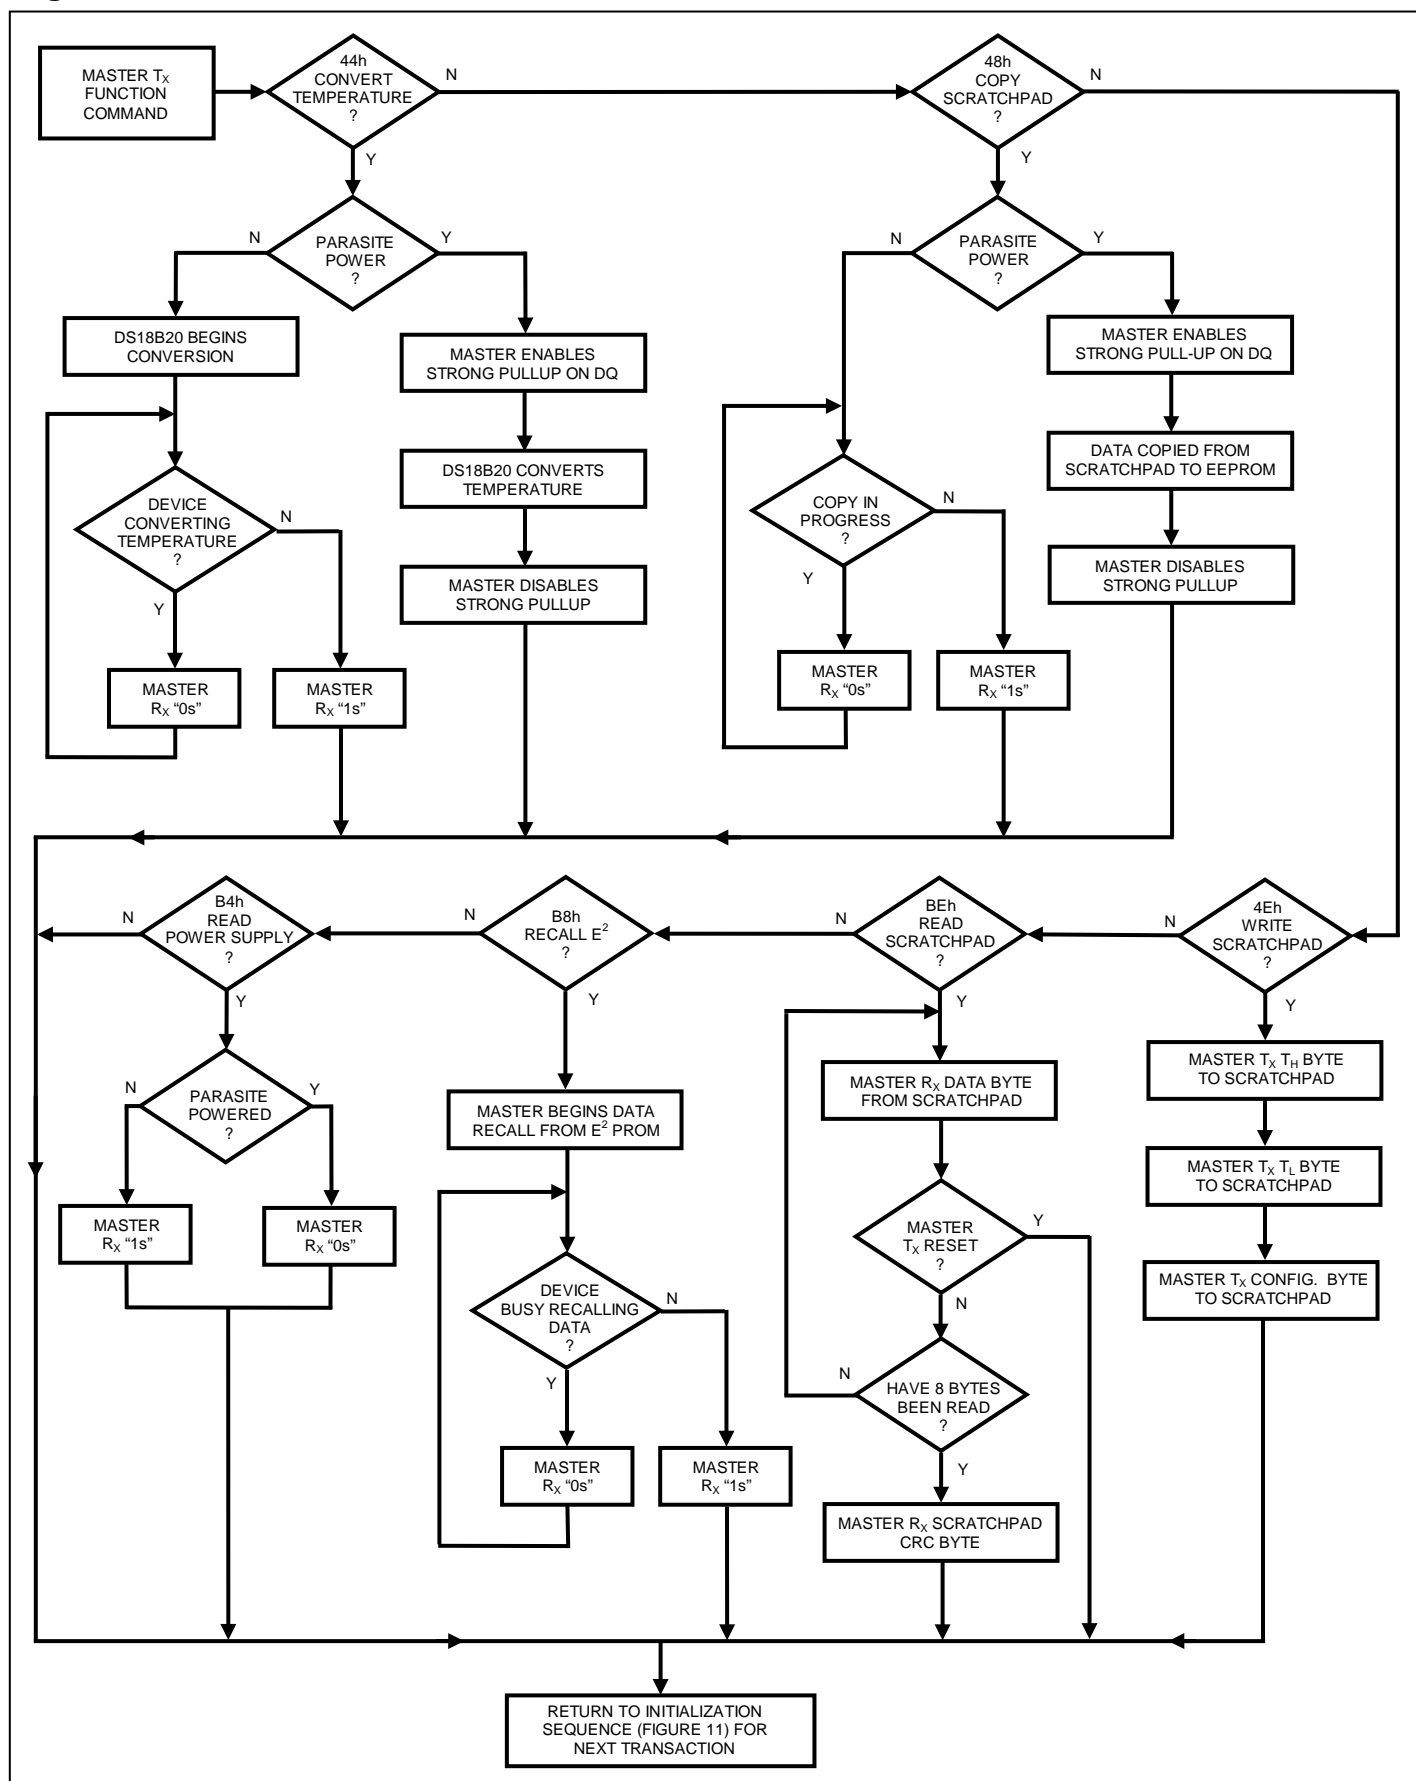 MASTER TX
FUNCTION
COMMAND
44h
CONVERT
TEMPERATURE
?
N
Y
48h
COPY
SCRATCHPAD
?
N
Y
PARASITE
POWER
?
N
Y
DS18B20 BEGINS
CONVERSION
MASTER ENABLES
STRONG PULLUP ON DQ
DS18B20 CONVERTS
TEMPERATURE
MASTER DISABLES
STRONG PULLUP
DEVICE
CONVERTING
TEMPERATURE
?
N
Y
MASTER
RX “0s”
MASTER
RX “1s”
PARASITE
POWER
?
N
Y
MASTER ENABLES
STRONG PULL-UP ON DQ
DATA COPIED FROM
SCRATCHPAD TO EEPROM
MASTER DISABLES
STRONG PULLUP
COPY IN
PROGRESS
?
N
Y
MASTER
RX “0s”
MASTER
RX “1s”
B4h
READ
POWER SUPPLY
?
N
Y
B8h
RECALL E2
?
N
Y
BEh
READ
SCRATCHPAD
?
N
Y
4Eh
WRITE
SCRATCHPAD
?
N
Y
PARASITE
POWERED
?
N
Y
MASTER
RX “1s”
MASTER
RX “0s”
MASTER BEGINS DATA
RECALL FROM E2 PROM
DEVICE
BUSY RECALLING
DATA
?
N
Y
MASTER
RX “0s”
MASTER
RX “1s”
MASTER RX DATA BYTE
FROM SCRATCHPAD
MASTER
TX RESET
?
Y
N
HAVE 8 BYTES
BEEN READ
?
N
Y
MASTER RX SCRATCHPAD
CRC BYTE
MASTER TX TH BYTE
TO SCRATCHPAD
MASTER TX TL BYTE
TO SCRATCHPAD
MASTER TX CONFIG. BYTE
TO SCRATCHPAD
RETURN TO INITIALIZATION
SEQUENCE (FIGURE 11) FOR
NEXT TRANSACTION